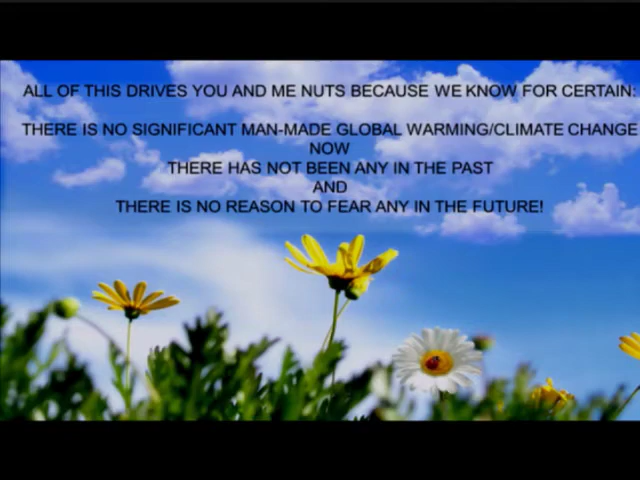 ALL OF THIS DRIVES YOU AND ME NUTS BECAUSE WE KNOW FOR CERTAIN:
THERE IS NO SIGNIFICANT MAN-MADE GLOBAL WARMING/CLIMATE CHANGE
NOW
THERE HAS NOT BEEN ANY IN THE PAST
AND
THERE IS NO REASON TO FEAR ANY IN THE FUTURE!